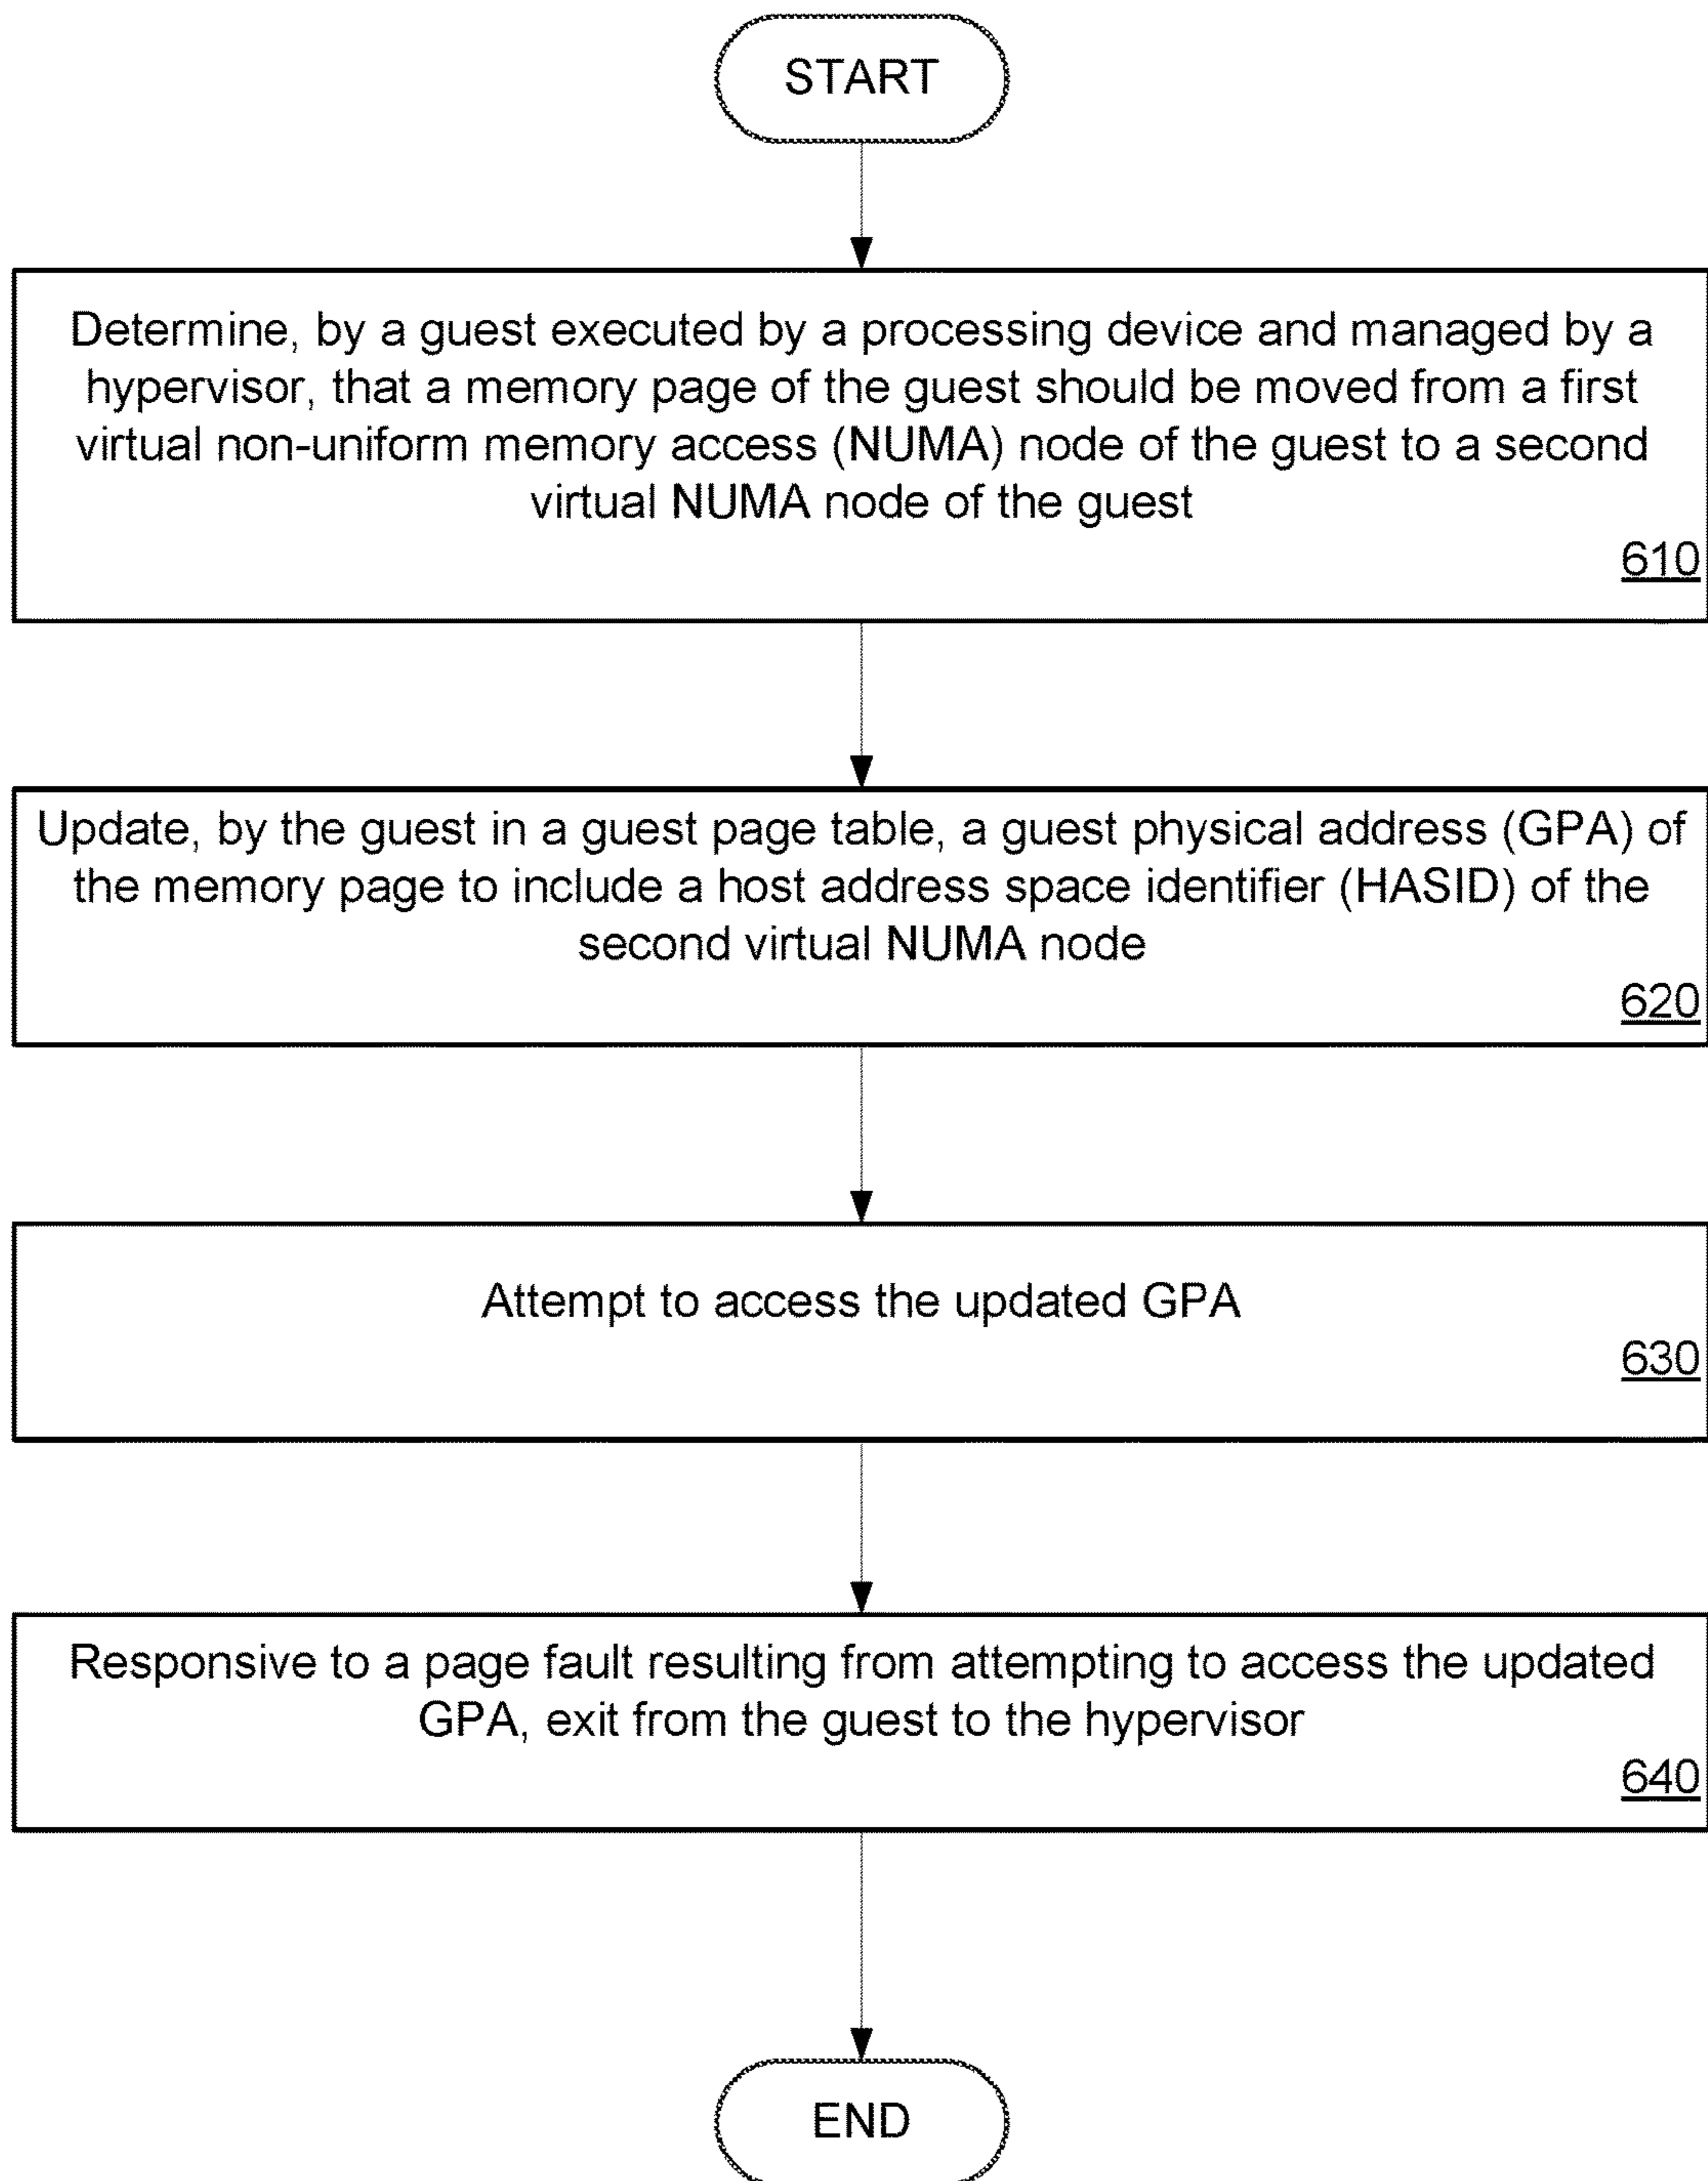 START
Determine, by a guest executed by a processing device and managed by a
hypervisor, that a memory page of the guest should be moved from a first
virtual non-uniform memory access (NUMA) node of the guest to a second
virtual NUMA node of the guest
610
Update, by the guest in a guest page table, a guest physical address (GPA) of
the memory page to include a host address space identifier (HASID) of the
second virtual NUMA node
620
Attempt to access the updated GPA
630
Responsive to a page fault resulting from attempting to access the updated
GPA, exit from the guest to the hypervisor
640
END